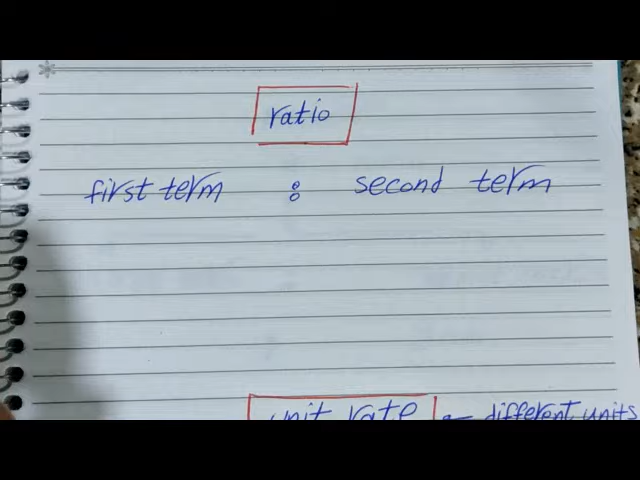 ratio
first term : second term
unit rate ← different units